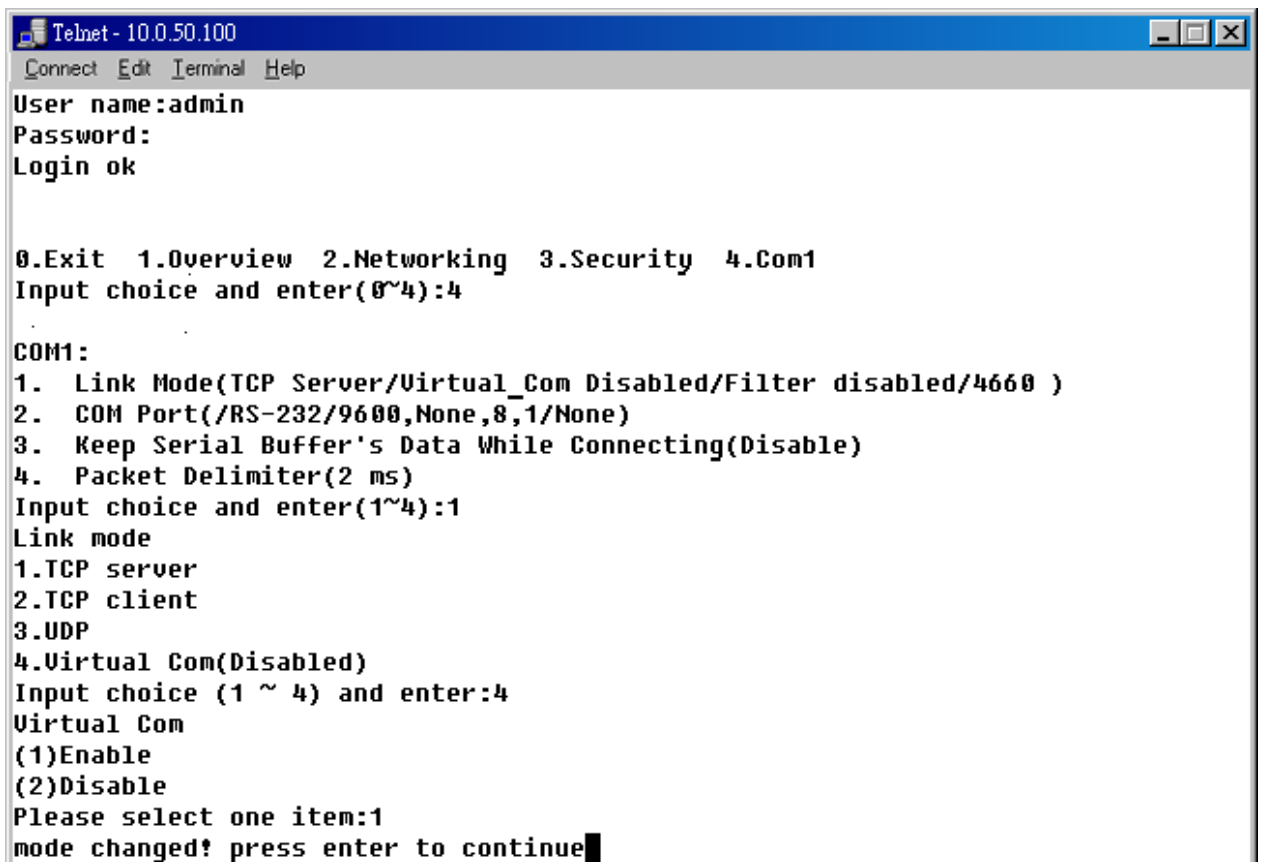 Telnet - 10.0.50.100
Connect Edit Terminal Help
User name:admin
Password:
Login ok
0.Exit  1.Overview  2.Networking  3.Security  4.Com1
Input choice and enter(0~4):4
COM1:
1.  Link Mode(TCP Server/Virtual_Com Disabled/Filter disabled/4660 )
2.  COM Port(/RS-232/9600,None,8,1/None)
3.  Keep Serial Buffer's Data While Connecting(Disable)
4.  Packet Delimiter(2 ms)
Input choice and enter(1~4):1
Link mode
1.TCP server
2.TCP client
3.UDP
4.Virtual Com(Disabled)
Input choice (1 ~ 4) and enter:4
Virtual Com
(1)Enable
(2)Disable
Please select one item:1
mode changed! press enter to continue